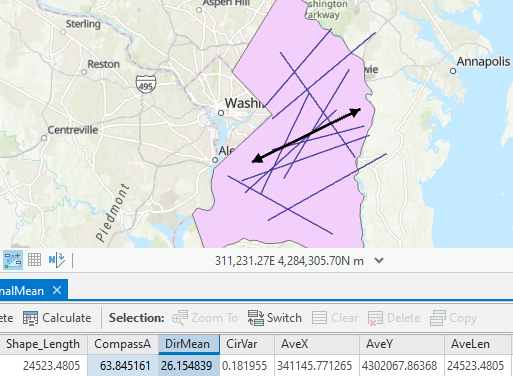 Aspen Hill
shington
arkway
Sterling
Reston
wie
Annapolis
495
Washi
Centreville
Ale
Piedmont
311,231.27E 4,284,305.70N m
nalMean ×
ete Calculate Selection: Zoom To Switch Clear Delete Copy
Shape_Length CompassA DirMean CirVar AveX AveY AveLen
24523.4805 63.845161 26.154839 0.181955 341145.771265 4302067.86368 24523.4805